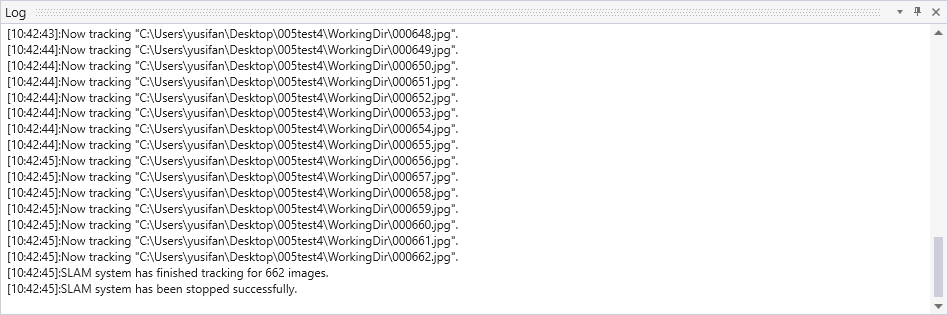 Log
[10:42:43]:Now tracking "C:\Users\yusifan\Desktop\005test4\WorkingDir\000648.jpg".
[10:42:44]:Now tracking "C:\Users\yusifan\Desktop\005test4\WorkingDir\000649.jpg".
[10:42:44]:Now tracking "C:\Users\yusifan\Desktop\005test4\WorkingDir\000650.jpg".
[10:42:44]:Now tracking "C:\Users\yusifan\Desktop\005test4\WorkingDir\000651.jpg".
[10:42:44]:Now tracking "C:\Users\yusifan\Desktop\005test4\WorkingDir\000652.jpg".
[10:42:44]:Now tracking "C:\Users\yusifan\Desktop\005test4\WorkingDir\000653.jpg".
[10:42:44]:Now tracking "C:\Users\yusifan\Desktop\005test4\WorkingDir\000654.jpg".
[10:42:44]:Now tracking "C:\Users\yusifan\Desktop\005test4\WorkingDir\000655.jpg".
[10:42:45]:Now tracking "C:\Users\yusifan\Desktop\005test4\WorkingDir\000656.jpg".
[10:42:45]:Now tracking "C:\Users\yusifan\Desktop\005test4\WorkingDir\000657.jpg".
[10:42:45]:Now tracking "C:\Users\yusifan\Desktop\005test4\WorkingDir\000658.jpg".
[10:42:45]:Now tracking "C:\Users\yusifan\Desktop\005test4\WorkingDir\000659.jpg".
[10:42:45]:Now tracking "C:\Users\yusifan\Desktop\005test4\WorkingDir\000660.jpg".
[10:42:45]:Now tracking "C:\Users\yusifan\Desktop\005test4\WorkingDir\000661.jpg".
[10:42:45]:Now tracking "C:\Users\yusifan\Desktop\005test4\WorkingDir\000662.jpg".
[10:42:45]:SLAM system has finished tracking for 662 images.
[10:42:45]:SLAM system has been stopped successfully.